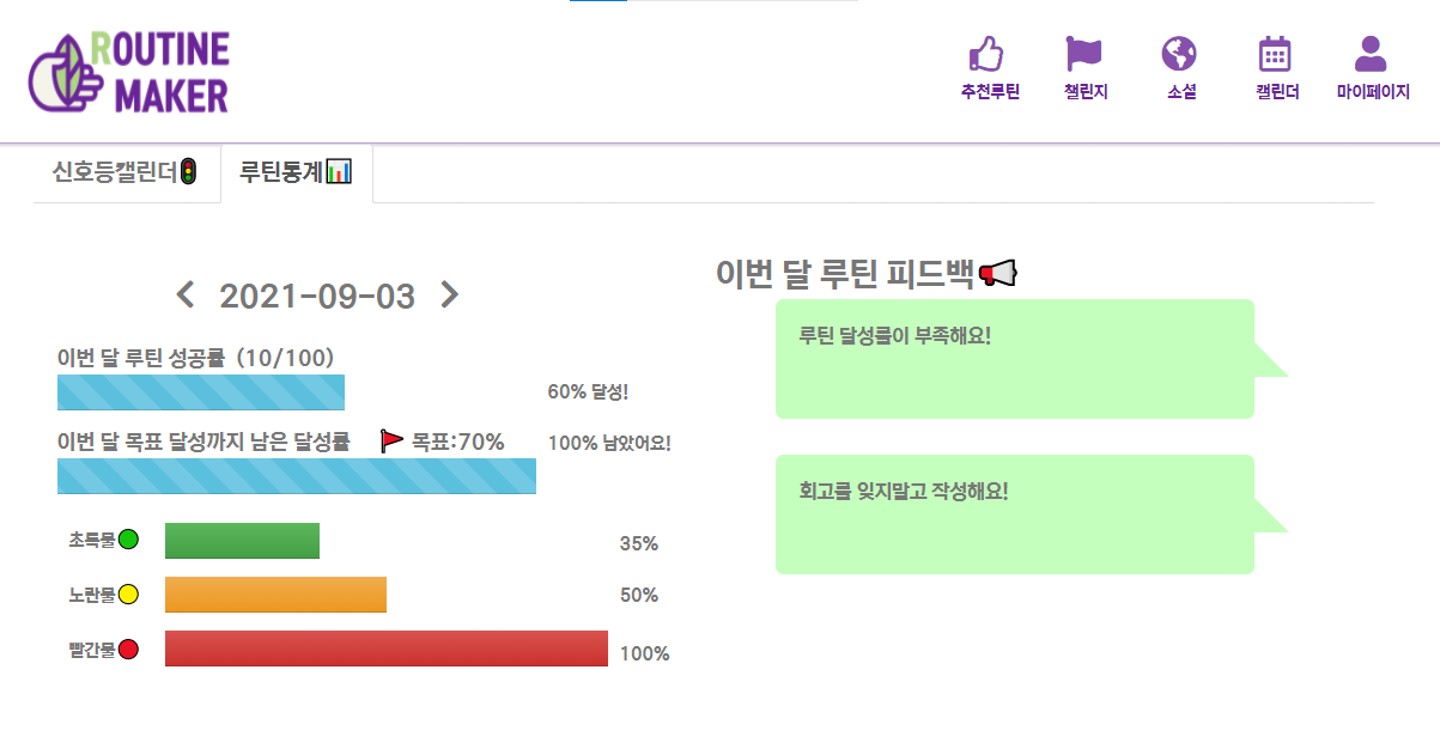 ROUTINE
MAKER
추천루틴
챌린지
소셜
캘린더
마이페이지
신호등캘린더
루틴통계
2021-09-03
이번 달 루틴 성공률 (10/100)
60% 달성!
이번 달 목표 달성까지 남은 달성률
목표:70%
100% 남았어요!
초록물
35%
노란물
50%
빨간물
100%
이번 달 루틴 피드백
루틴 달성률이 부족해요!
회고를 잊지말고 작성해요!